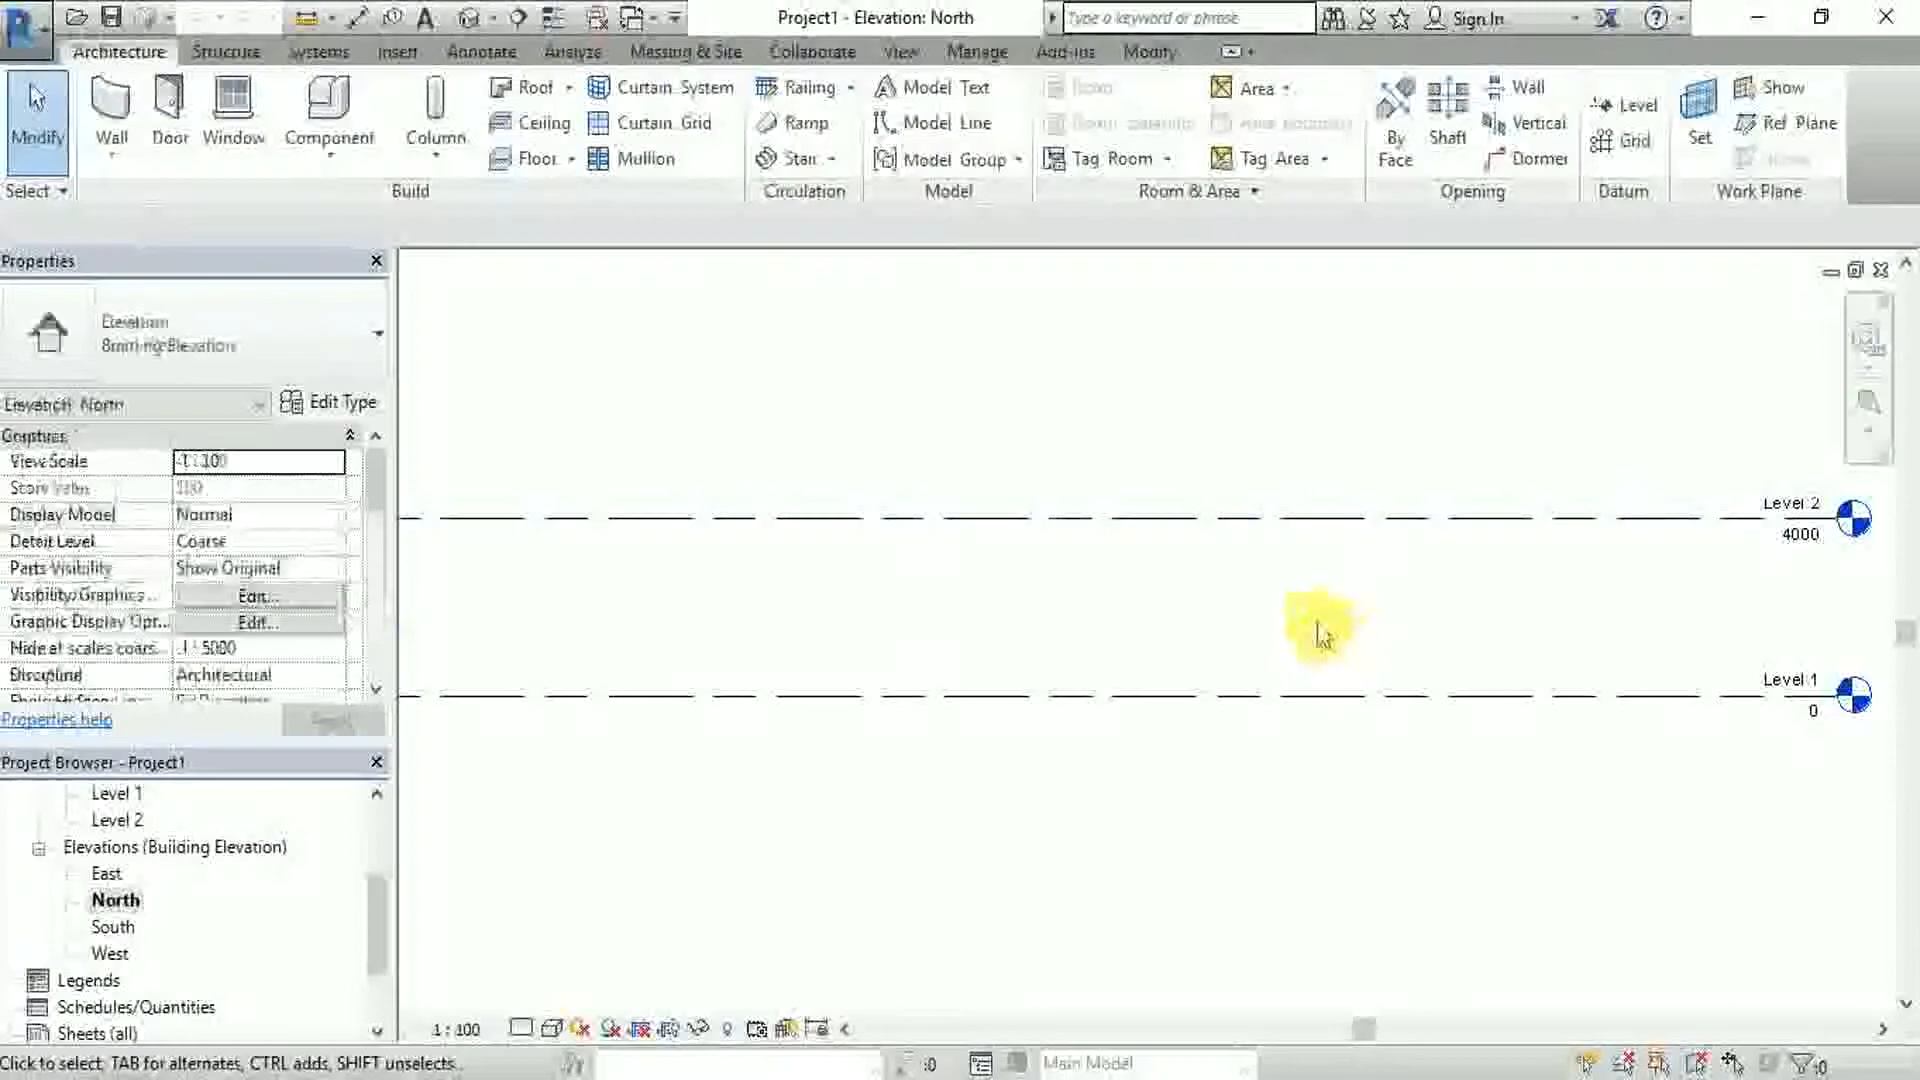 Project1 - Elevation: North
Type a keyword or phrase
Sign In
Architecture Structure Systems Insert Annotate Analyze Massing & Site Collaborate View Manage Add-Ins Modify
Modify
Wall
Door
Window
Component
Column
Roof
Ceiling
Floor
Curtain System
Curtain Grid
Mullion
Railing
Ramp
Stair
Model Text
Model Line
Model Group
Tag Room
Area
Tag Area
By Face
Shaft
Wall
Vertical
Dormer
Level
Grid
Set
Show
Ref Plane
Select
Build
Circulation
Model
Room & Area
Opening
Datum
Work Plane
Properties
Elevation
Elevation: North
Edit Type
View Scale
Display Model Normal
Detail Level Coarse
Parts Visibility Show Original
Visibility/Graphics ... Edit...
Graphic Display Opt... Edit...
Hide at scales coars... 1 : 5000
Discipline Architectural
Properties help
Project Browser - Project1
Level 1
Level 2
Elevations (Building Elevation)
East
North
South
West
Legends
Schedules/Quantities
Sheets (all)
Level 2
4000
Level 1
0
1 : 100
Click to select, TAB for alternates, CTRL adds, SHIFT unselects.
:0
Main Model
:0